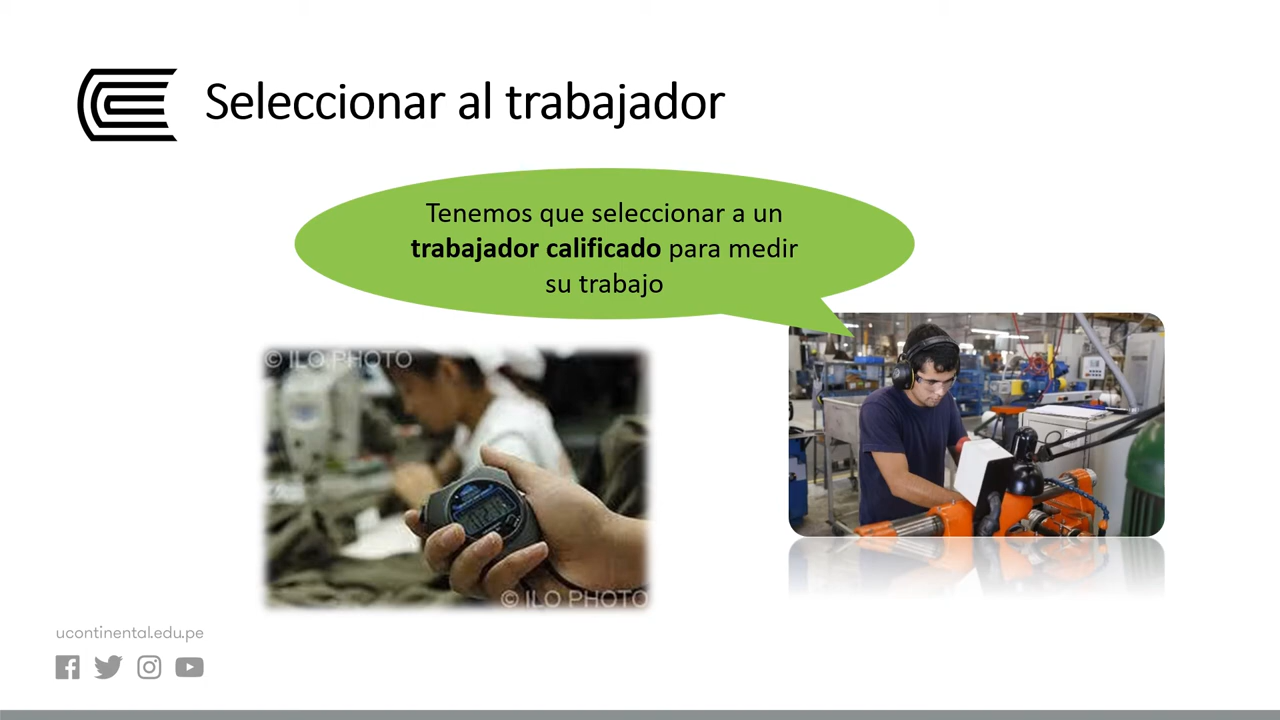 Seleccionar al trabajador
Tenemos que seleccionar a un
trabajador calificado para medir
su trabajo
© ILO PHOTO
© ILO PHOTO
ucontinental.edu.pe